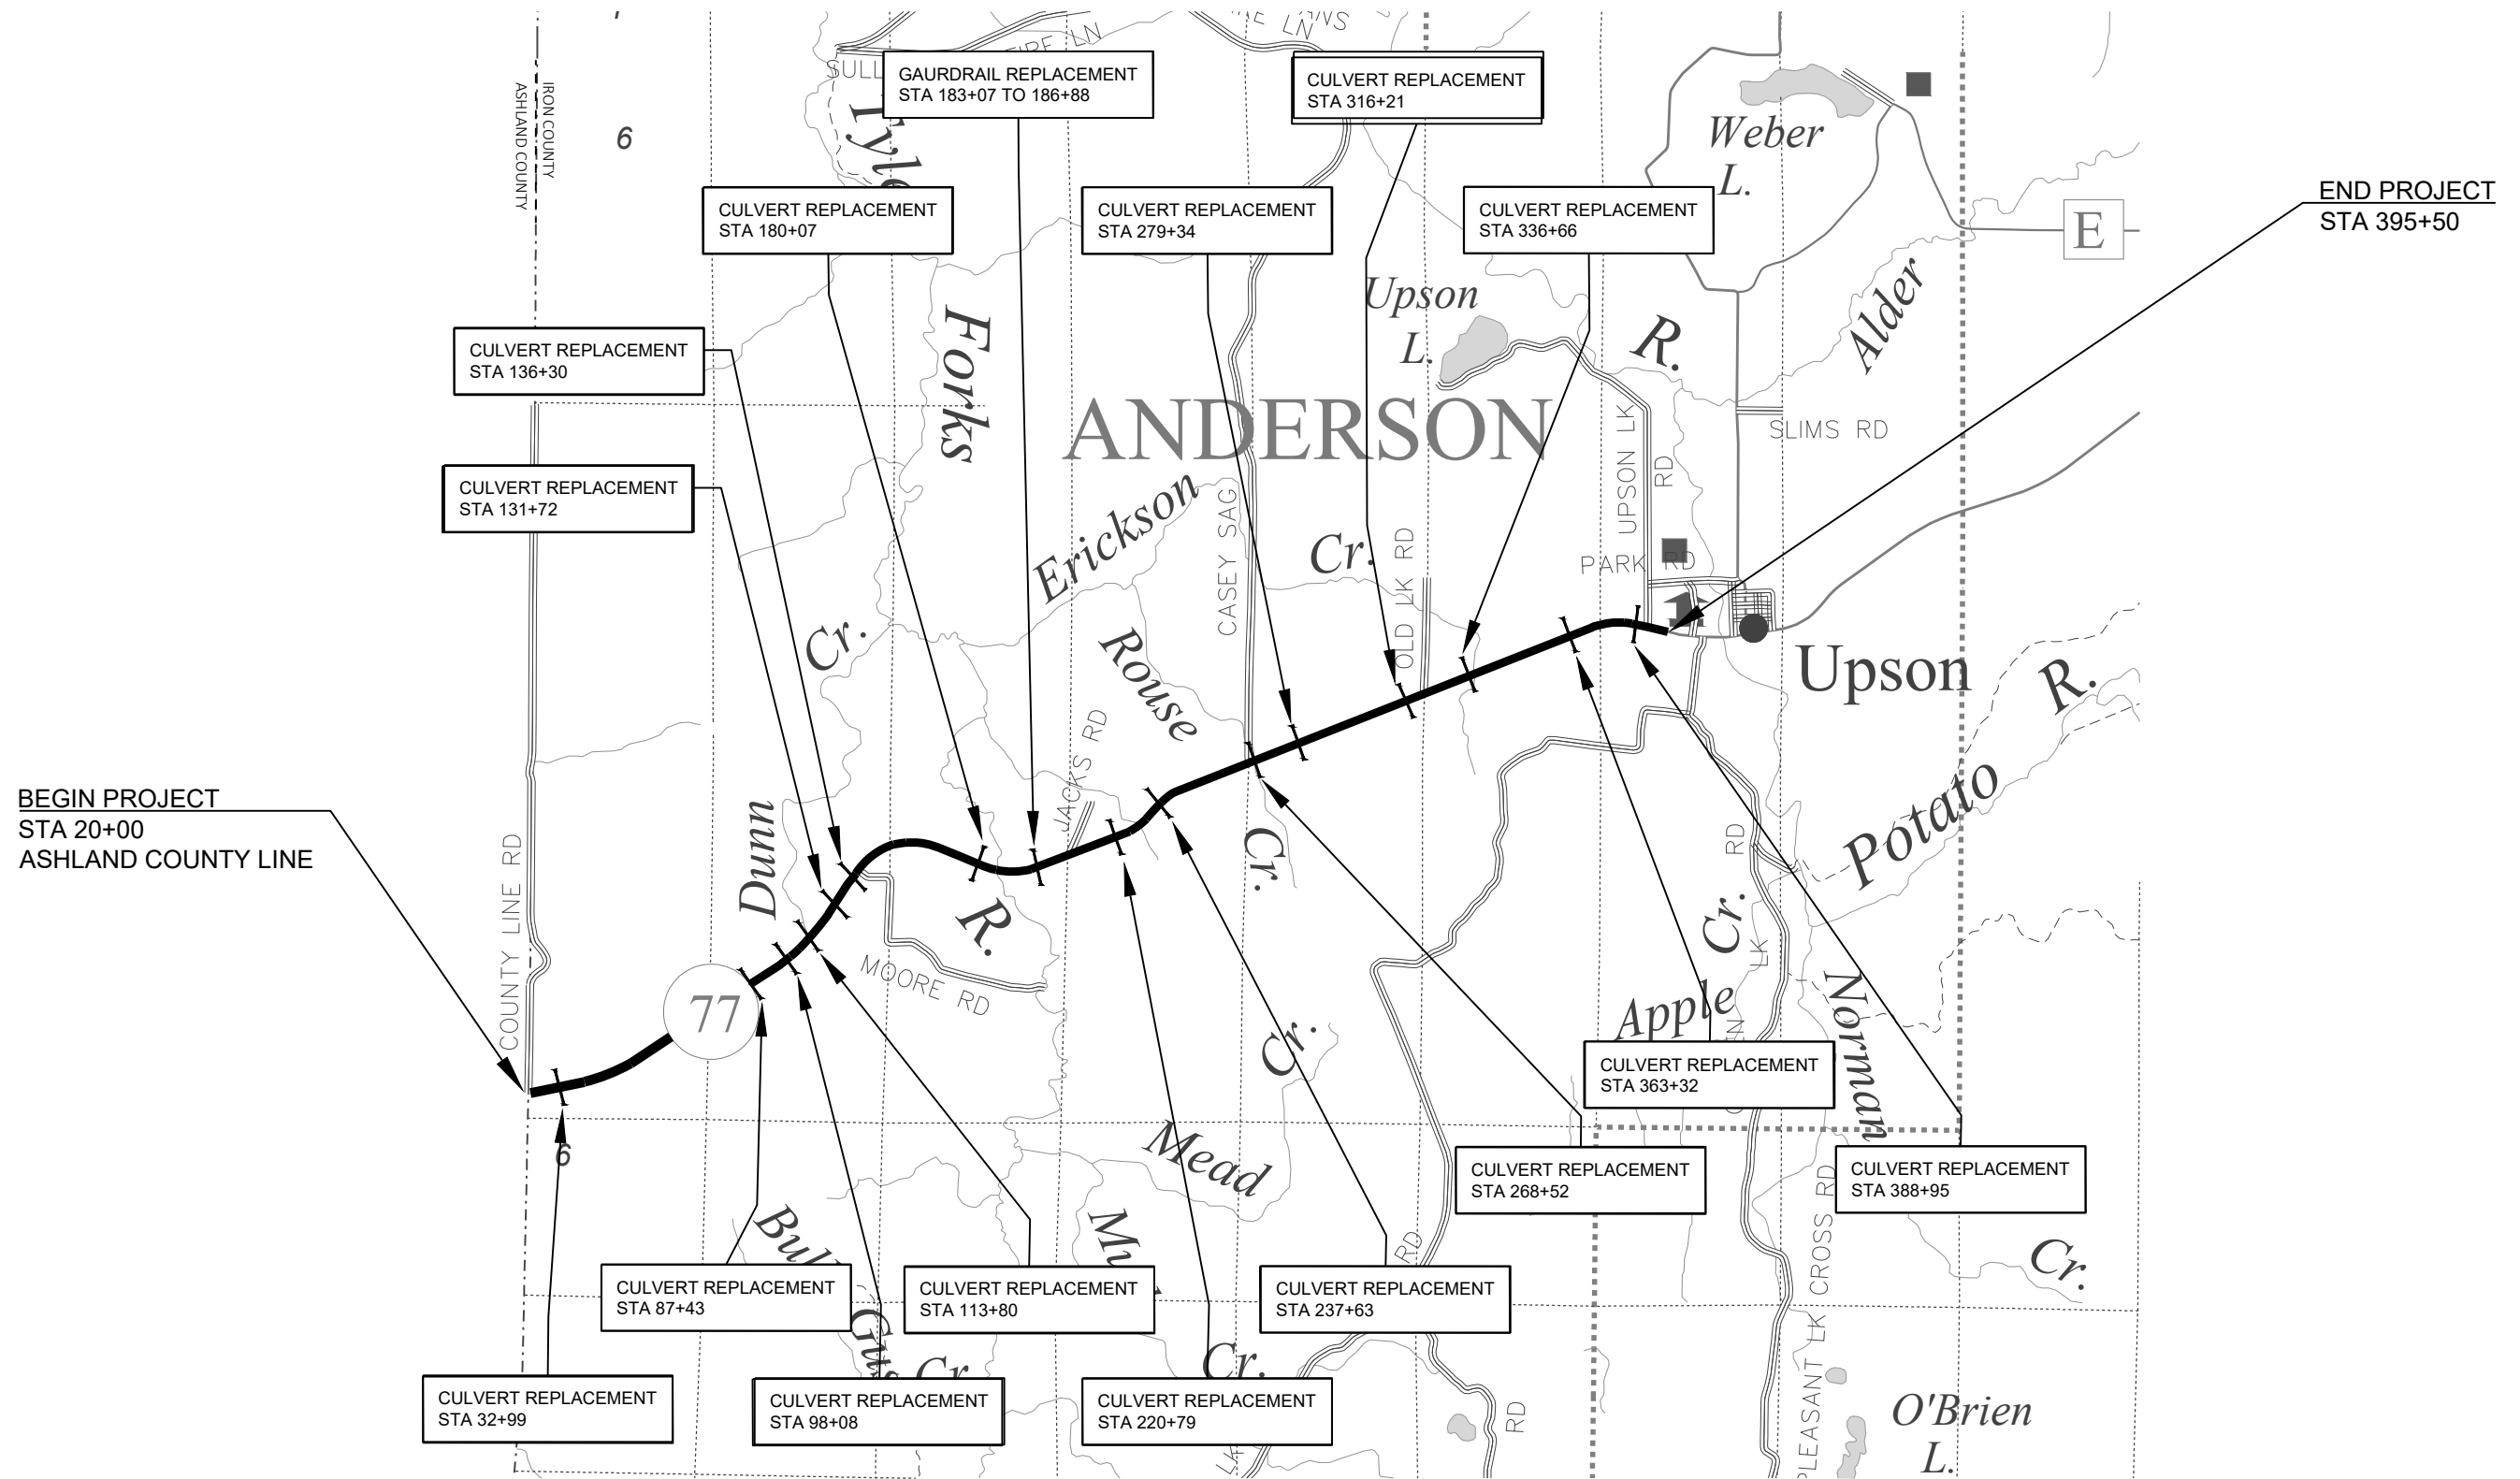 IRON COUNTY
ASHLAND COUNTY
6
FIRE LN
LN
GAURDRAIL REPLACEMENT
STA 183+07 TO 186+88
CULVERT REPLACEMENT
STA 316+21
Weber
L.
CULVERT REPLACEMENT
STA 180+07
CULVERT REPLACEMENT
STA 279+34
CULVERT REPLACEMENT
STA 336+66
END PROJECT
STA 395+50
E
Forks
Upson
L.
R.
Alder
CULVERT REPLACEMENT
STA 136+30
ANDERSON
UPSON LK
RD
SLIMS RD
CULVERT REPLACEMENT
STA 131+72
Erickson
Cr.
CASEY SAG
OLD LK RD
PARK RD
Cr.
Rouse
Cr.
Upson
R.
Potato
JACKS RD
BEGIN PROJECT
STA 20+00
ASHLAND COUNTY LINE
COUNTY LINE RD
Dunn
R.
MOORE RD
77
RD
Cr.
LK
Apple
Norman
Cr.
CULVERT REPLACEMENT
STA 363+32
6
Mead
CULVERT REPLACEMENT
STA 268+52
CULVERT REPLACEMENT
STA 388+95
RD
Cr.
CULVERT REPLACEMENT
STA 87+43
CULVERT REPLACEMENT
STA 113+80
CULVERT REPLACEMENT
STA 237+63
PLEASANT LK CROSS RD
Cr.
Cr.
CULVERT REPLACEMENT
STA 32+99
CULVERT REPLACEMENT
STA 98+08
CULVERT REPLACEMENT
STA 220+79
RD
LK
O'Brien
L.